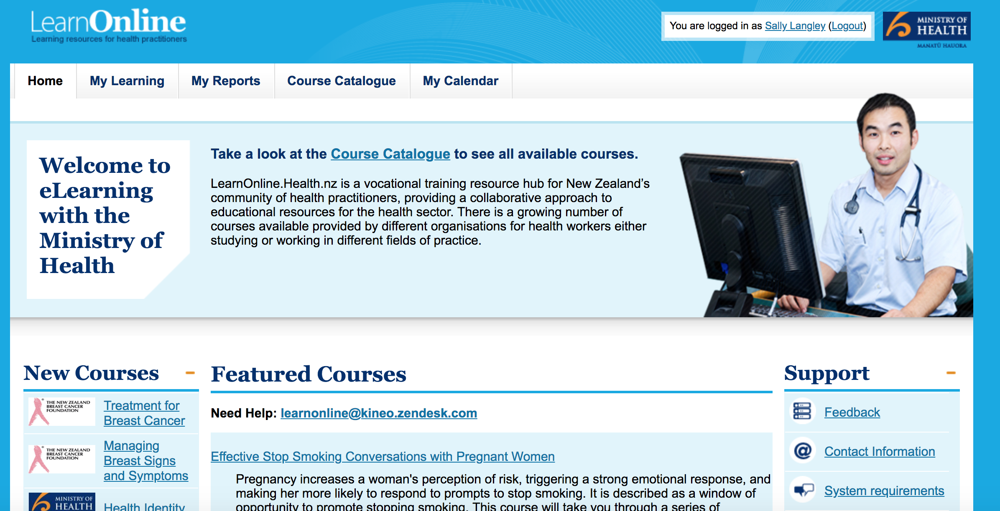 LearnOnline
Learning resources for health practitioners
You are logged in as Sally Langley (Logout)
MINISTRY OF
HEALTH
MANATŪ HAUORA
Home
My Learning
My Reports
Course Catalogue
My Calendar
Welcome to
eLearning
with the
Ministry of
Health
Take a look at the Course Catalogue to see all available courses.
LearnOnline.Health.nz is a vocational training resource hub for New Zealand’s
community of health practitioners, providing a collaborative approach to
educational resources for the health sector. There is a growing number of
courses available provided by different organisations for health workers either
studying or working in different fields of practice.
New Courses
THE NEW ZEALAND
BREAST CANCER
FOUNDATION
Treatment for
Breast Cancer
THE NEW ZEALAND
BREAST CANCER
FOUNDATION
Managing
Breast Signs
and Symptoms
MINISTRY OF
HEALTH
Health Identity
Featured Courses
Need Help: learnonline@kineo.zendesk.com
Effective Stop Smoking Conversations with Pregnant Women
Pregnancy increases a woman's perception of risk, triggering a strong emotional response, and
making her more likely to respond to prompts to stop smoking. It is described as a window of
opportunity to promote stopping smoking. This course will take you through a series of
Support
Feedback
@
Contact Information
System requirements